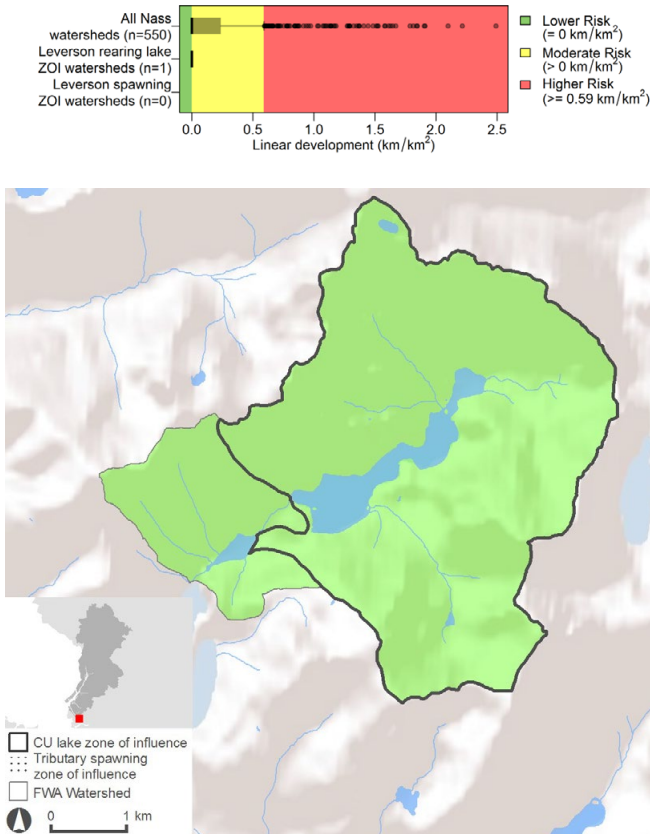 All Nass
watersheds (n=550)
Leverson rearing lake
ZOI watersheds (n=1)
Leverson spawning
ZOI watersheds (n=0)
0.0 0.5 1.0 1.5 2.0 2.5
Linear development (km/km²)
Lower Risk
(= 0 km/km²)
Moderate Risk
(> 0 km/km²)
Higher Risk
(>= 0.59 km/km²)
CU lake zone of influence
Tributary spawning
zone of influence
FWA Watershed
0 1 km